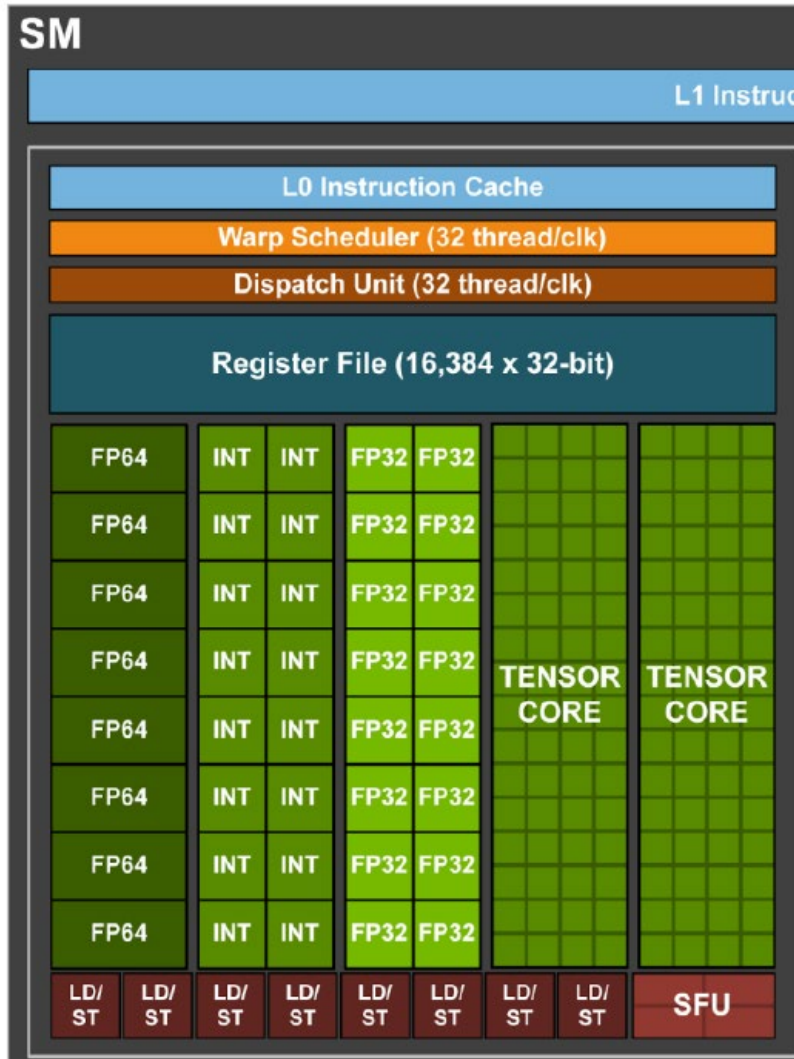 SM
L1 Instruc
L0 Instruction Cache
Warp Scheduler (32 thread/clk)
Dispatch Unit (32 thread/clk)
Register File (16,384 x 32-bit)
FP64 INT INT FP32 FP32
FP64 INT INT FP32 FP32
FP64 INT INT FP32 FP32
FP64 INT INT FP32 FP32 TENSOR TENSOR
FP64 INT INT FP32 FP32 CORE CORE
FP64 INT INT FP32 FP32
FP64 INT INT FP32 FP32
FP64 INT INT FP32 FP32
LD/ LD/ LD/ LD/ LD/ LD/ LD/ LD/ SFU
ST ST ST ST ST ST ST ST